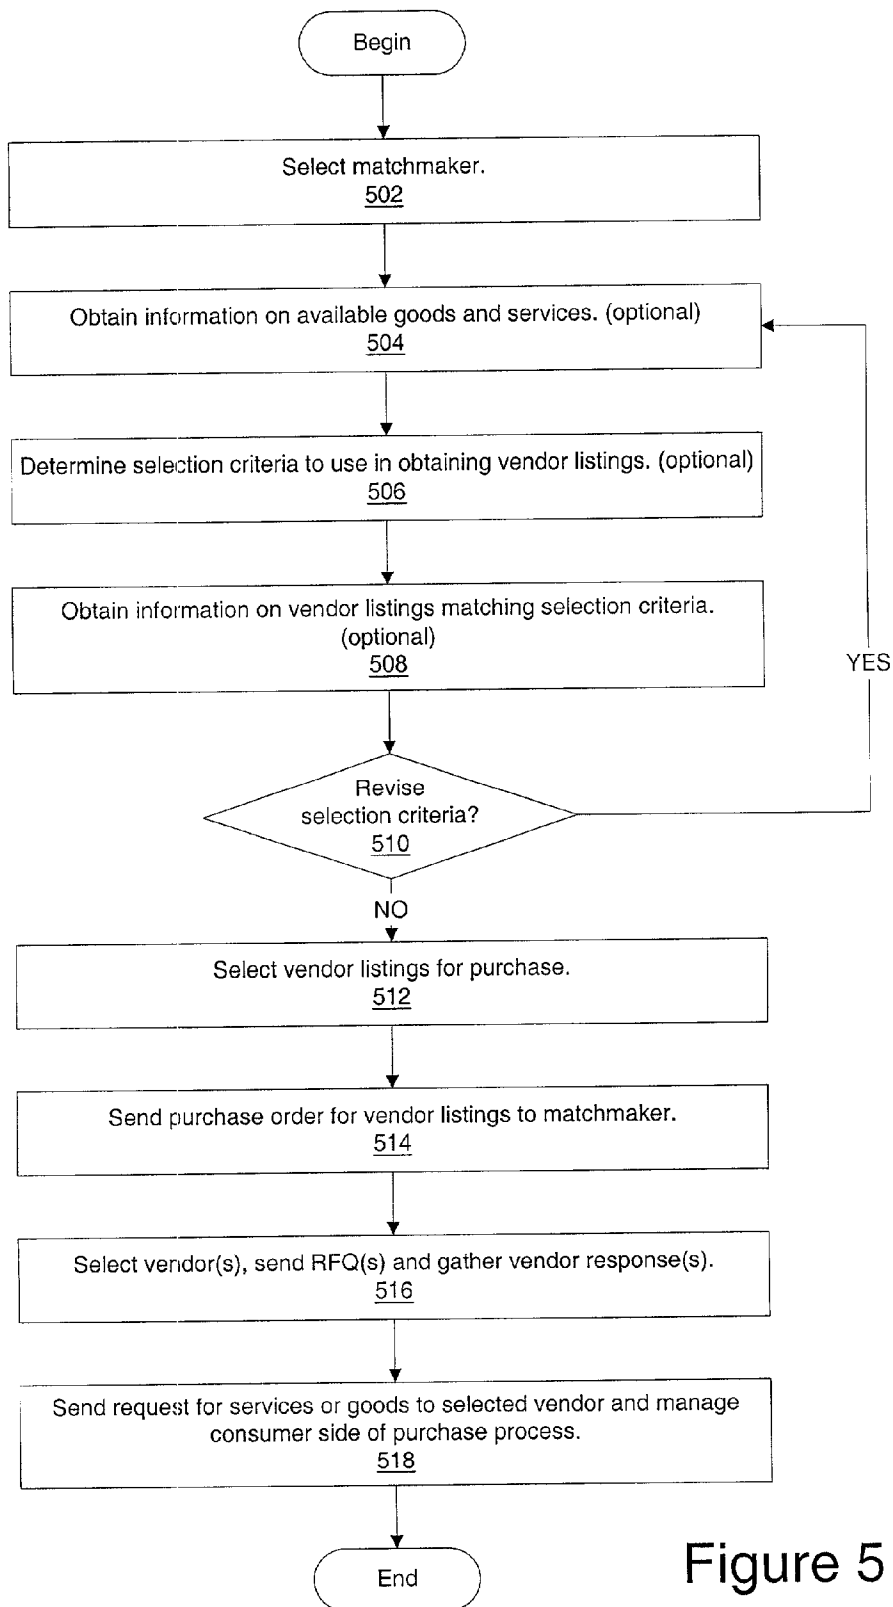 Begin
Select matchmaker.
502
Obtain information on available goods and services. (optional)
504
Determine selection criteria to use in obtaining vendor listings. (optional)
506
Obtain information on vendor listings matching selection criteria.
(optional)
508
YES
Revise
selection criteria?
510
NO
Select vendor listings for purchase.
512
Send purchase order for vendor listings to matchmaker.
514
Select vendor(s), send RFQ(s) and gather vendor response(s).
516
Send request for services or goods to selected vendor and manage
consumer side of purchase process.
518
End
Figure 5